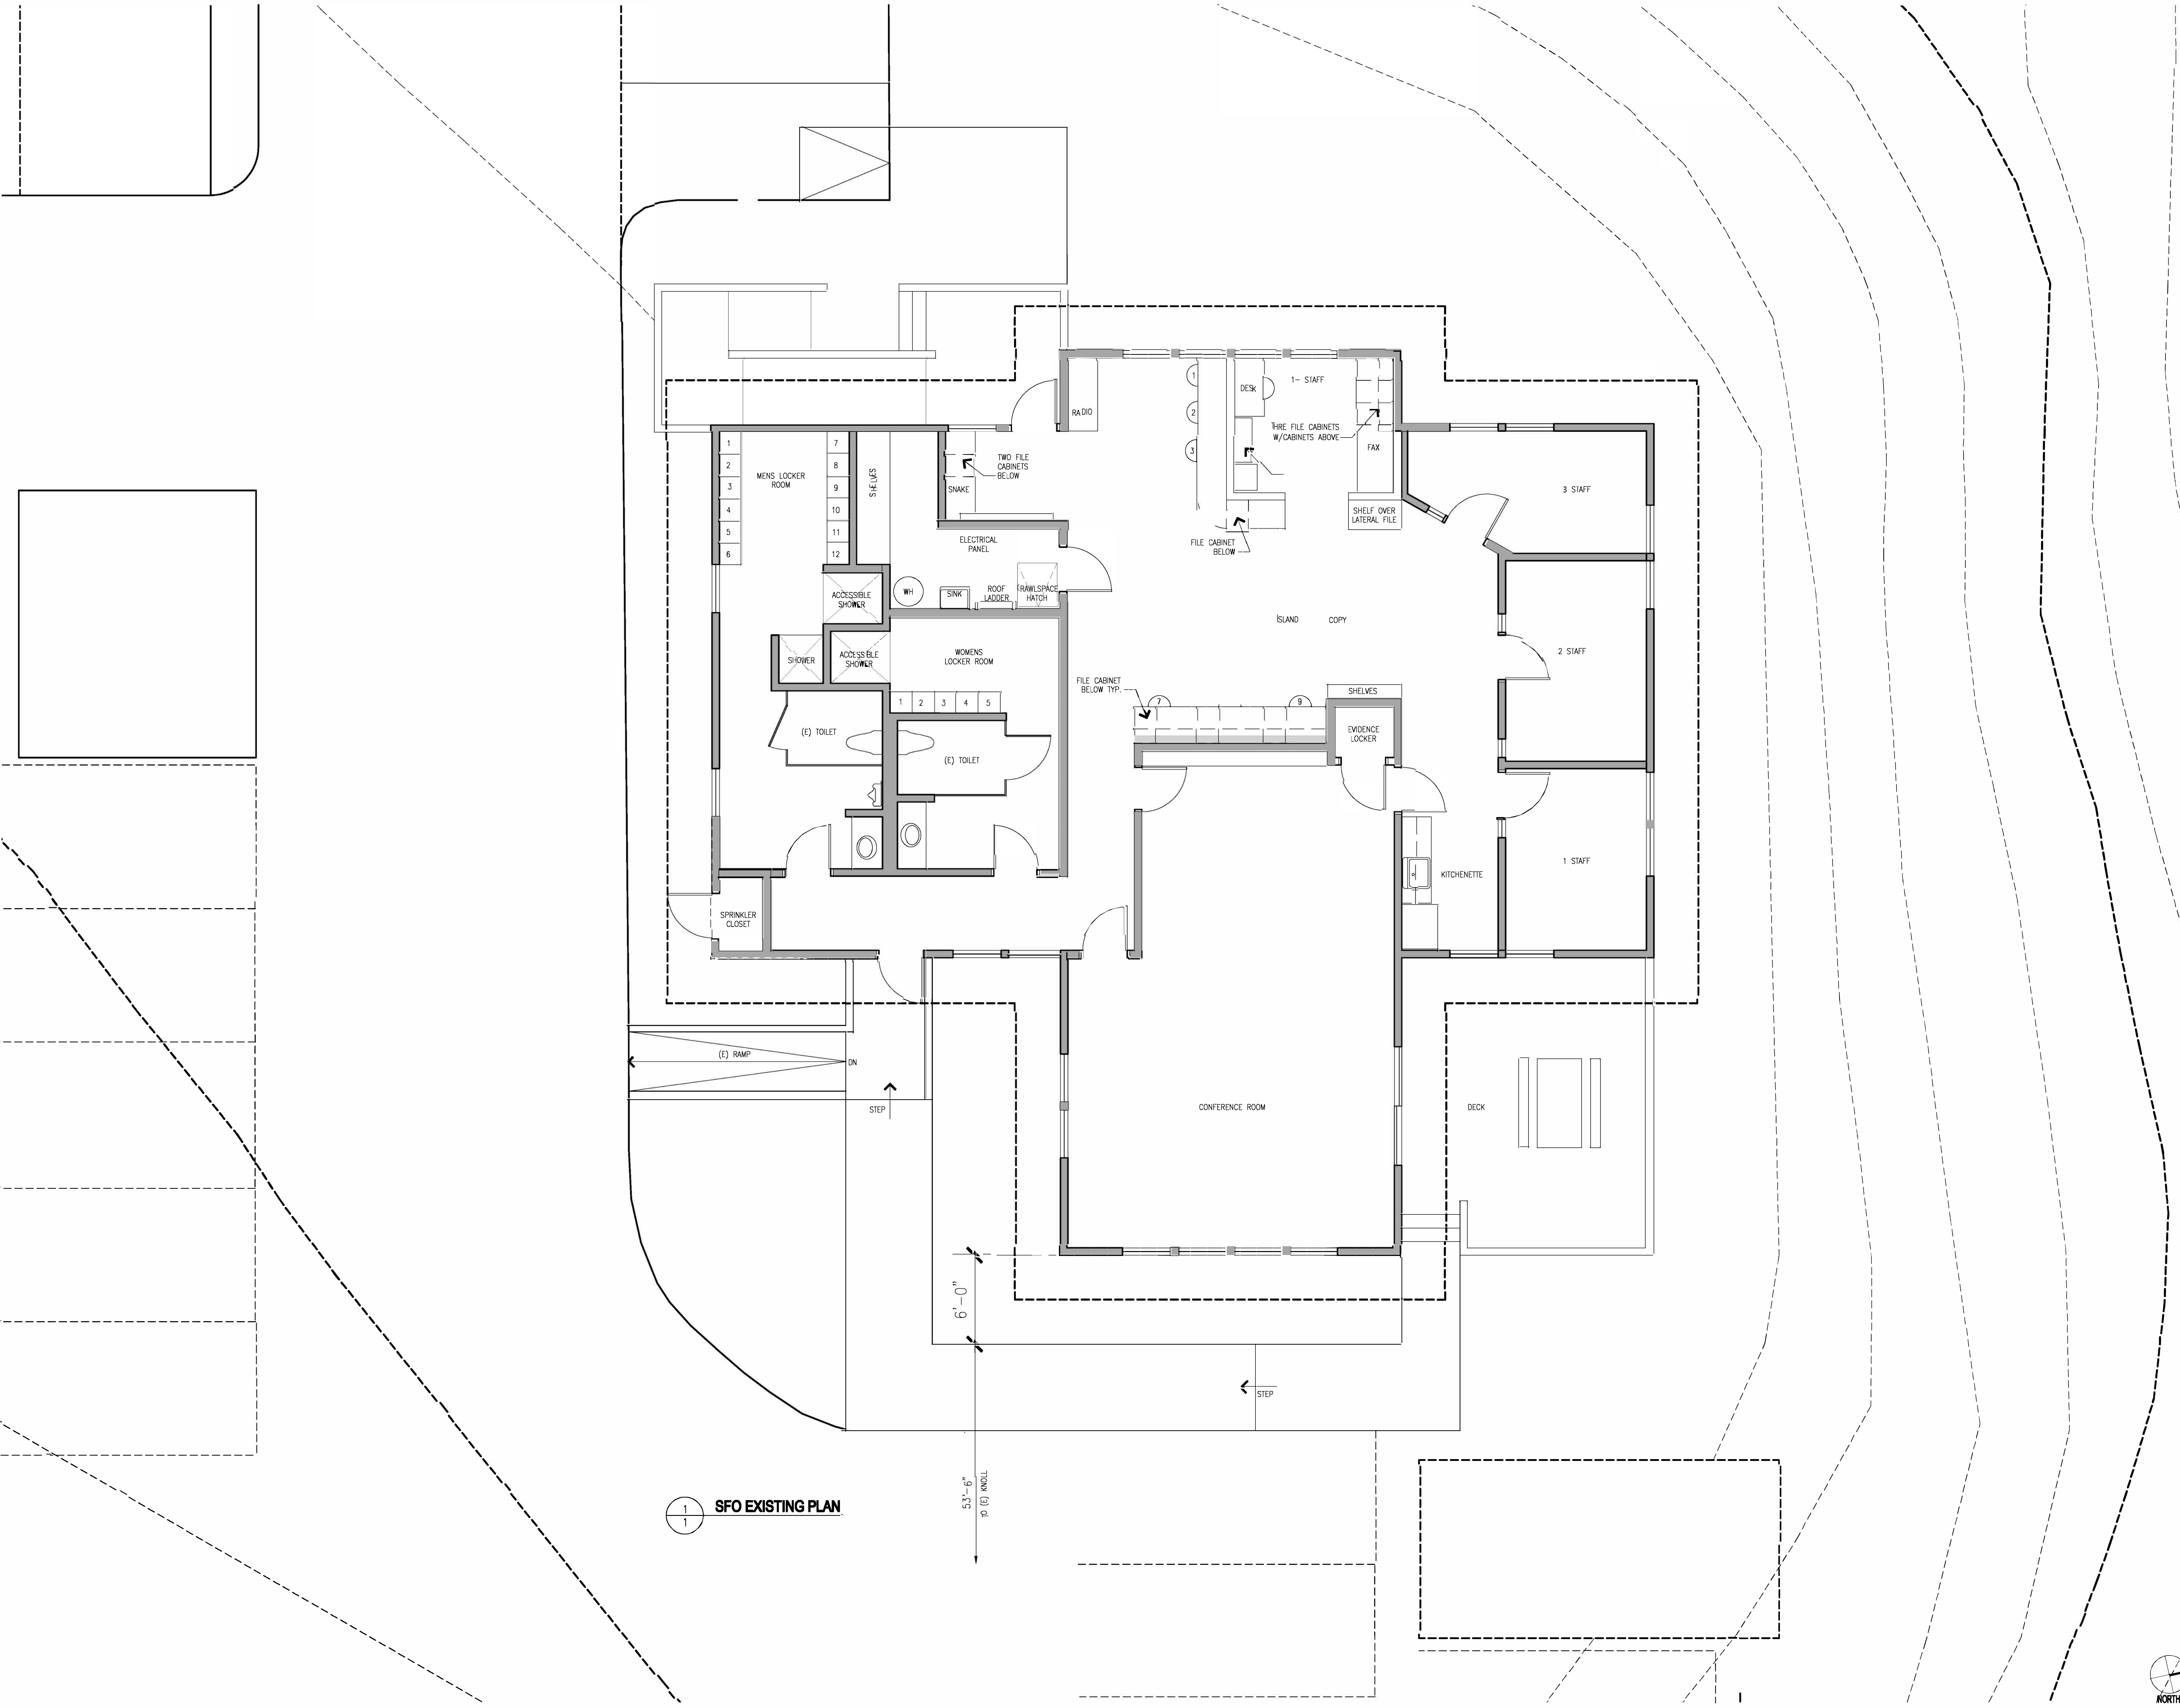 RADIO
1
2
3
DESK
1- STAFF
THRE FILE CABINETS
W/CABINETS ABOVE
FAX
SHELF OVER
LATERAL FILE
3 STAFF
1
2
3
4
5
6
MENS LOCKER
ROOM
7
8
9
10
11
12
SHELVES
TWO FILE
CABINETS
BELOW
SNAKE
ELECTRICAL
PANEL
FILE CABINET
BELOW
ACCESSIBLE
SHOWER
WH
SINK
ROOF
LADDER
CRAWLSPACE
HATCH
ISLAND
COPY
2 STAFF
SHOWER
ACCESSIBLE
SHOWER
WOMENS
LOCKER ROOM
1 2 3 4 5
FILE CABINET
BELOW TYP.
7
9
SHELVES
EVIDENCE
LOCKER
(E) TOILET
(E) TOILET
1 STAFF
KITCHENETTE
SPRINKLER
CLOSET
(E) RAMP
DN
STEP
CONFERENCE ROOM
DECK
6'-0"
STEP
53'-6"
TO (E) KNOLL
1
1
SFO EXISTING PLAN
NORTH